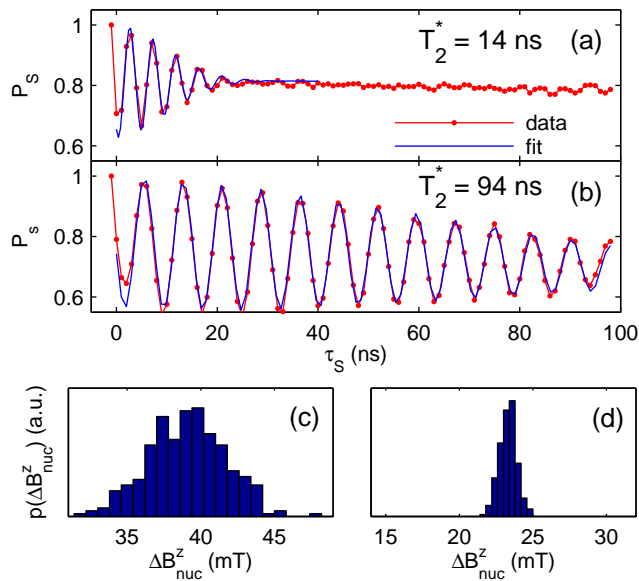 1
0.8
0.6
P_S
T_2^* = 14 ns (a)
data
fit
1
0.8
0.6
P_s
T_2^* = 94 ns (b)
0 20 40 60 80 100
τ_S (ns)
p(ΔB^z_nuc) (a.u.)
(c)
35 40 45
ΔB^z_nuc (mT)
(d)
15 20 25 30
ΔB^z_nuc (mT)